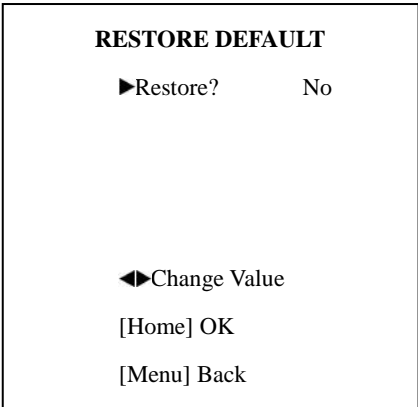 RESTORE DEFAULT
▶Restore? No
◀▶Change Value
[Home] OK
[Menu] Back